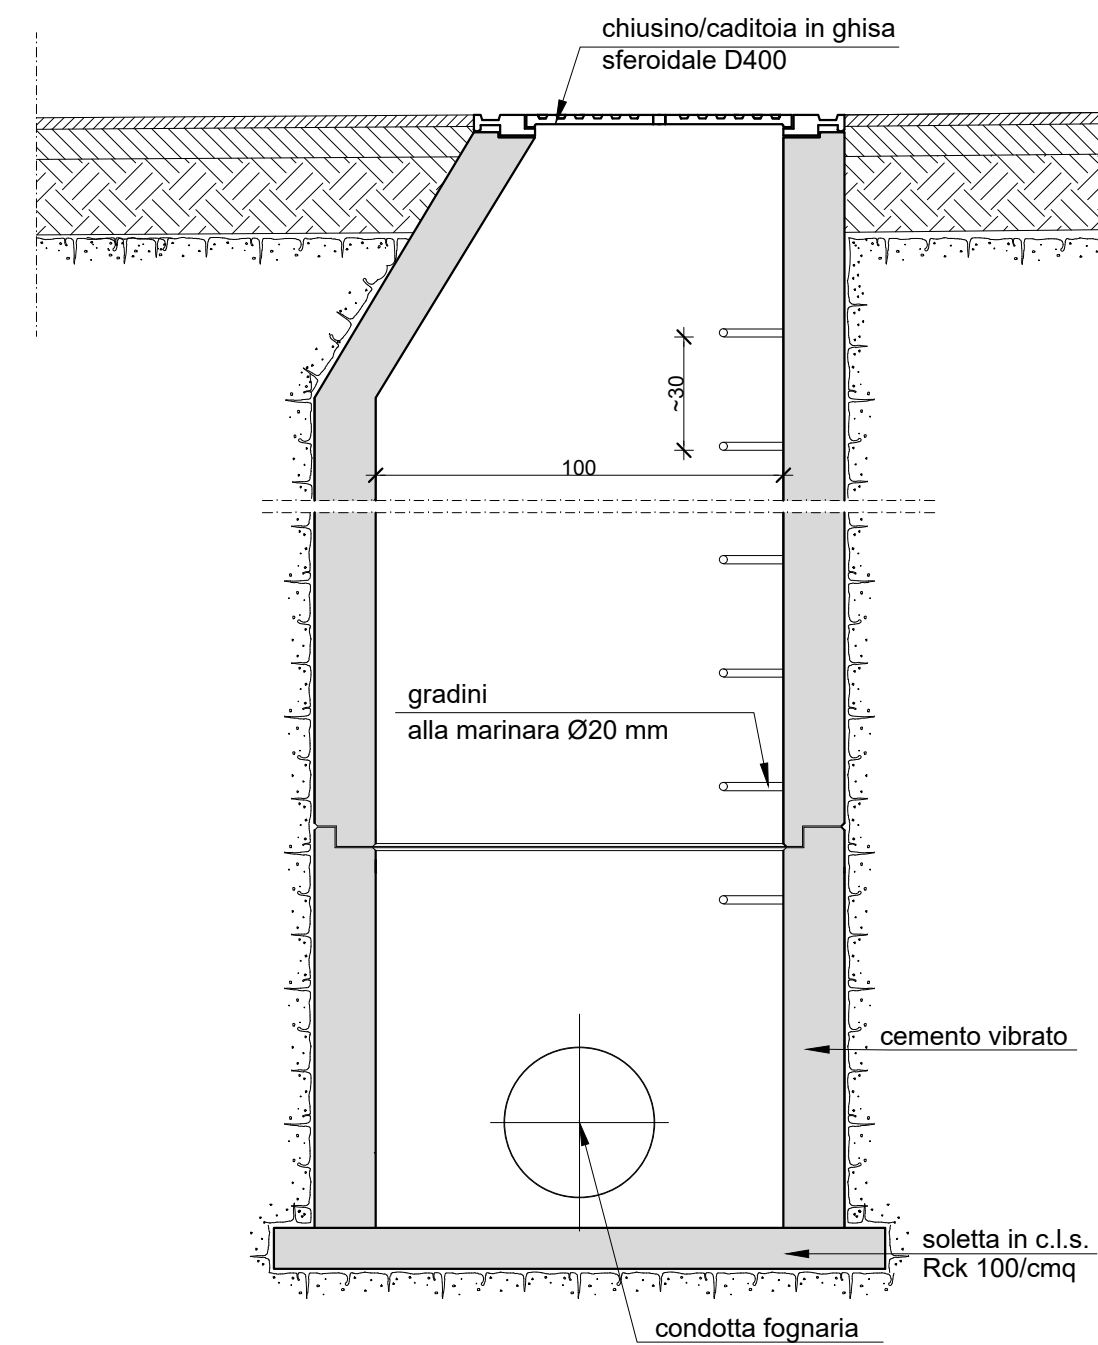 chiusino/caditoia in ghisa
sferoidale D400
~30
100
gradini
alla marinara Ø20 mm
cemento vibrato
soletta in c.l.s.
Rck 100/cmq
condotta fognaria